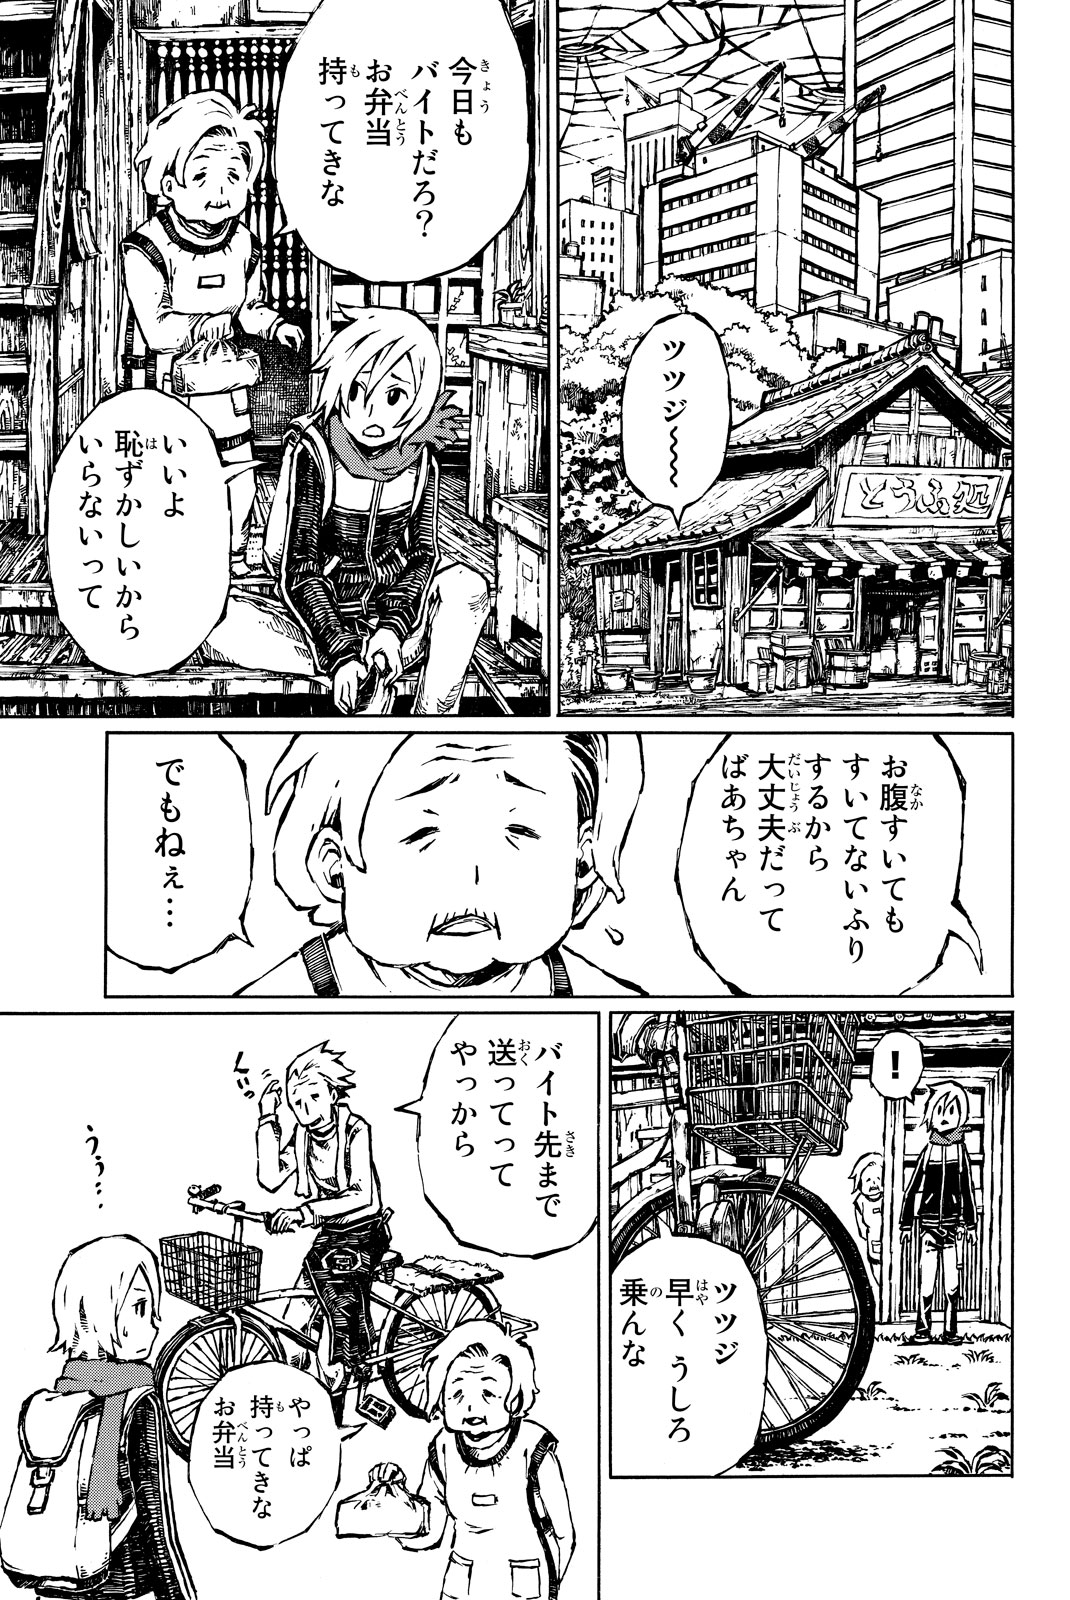 ツツジ〜〜
とうふ処
今日も
バイトだろ？
お弁当
持ってきな
いいよ
恥ずかしいから
いらないって
お腹すいても
すいてないふり
するから
大丈夫だって
ばあちゃん
でもねぇ…
！
ツツジ
早く うしろ
乗んな
バイト先まで
送ってって
やっから
うぅ…
やっぱ
持ってきな
お弁当